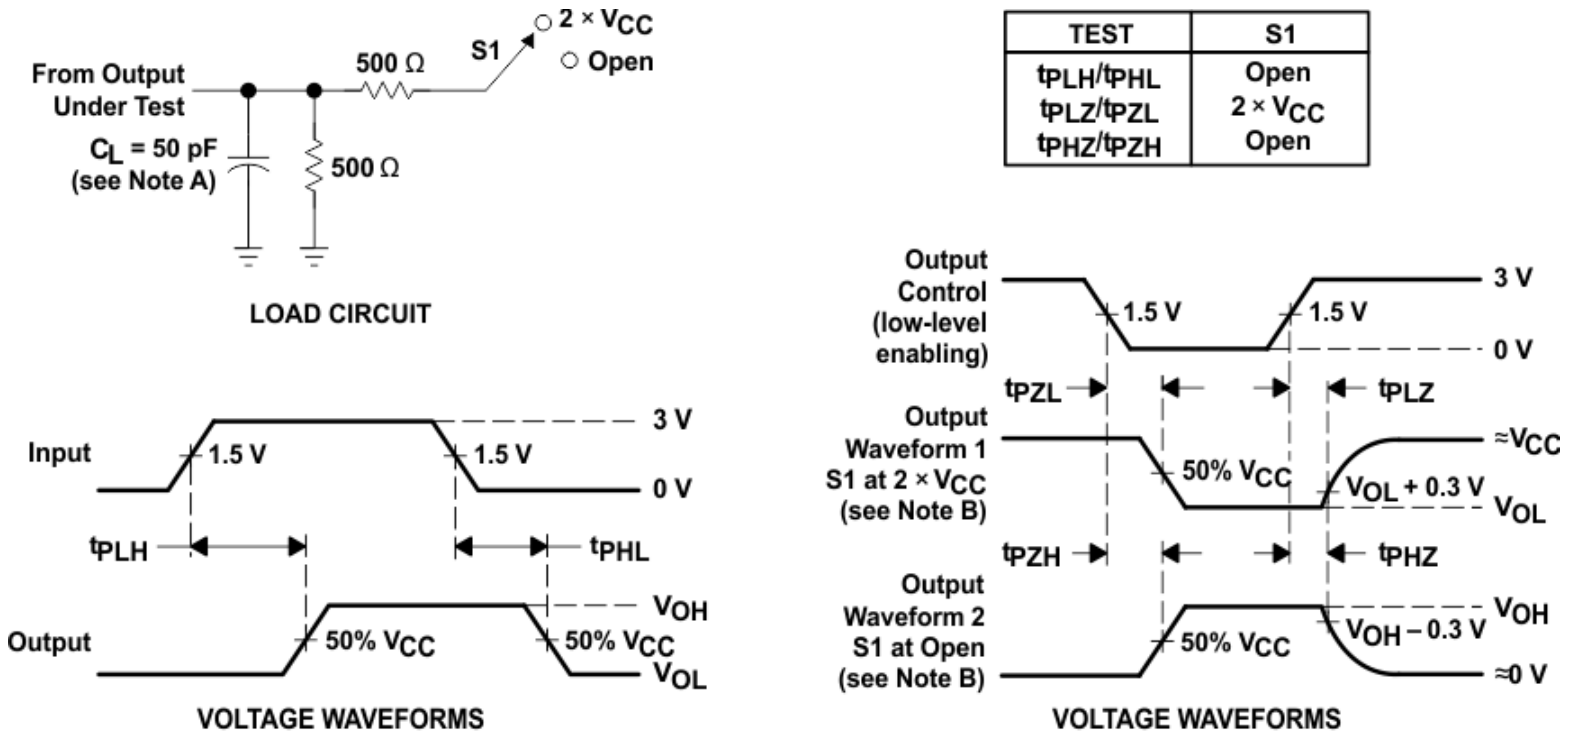 2 × VCC
S1
Open
500 Ω
From Output
Under Test
CL = 50 pF
(see Note A)
500 Ω
LOAD CIRCUIT
TEST S1
tPLH/tPHL Open
tPLZ/tPZL 2 × VCC
tPHZ/tPZH Open
Input
3 V
1.5 V
1.5 V
0 V
tPLH
tPHL
Output
VOH
50% VCC
50% VCC
VOL
VOLTAGE WAVEFORMS
Output
Control
(low-level
enabling)
3 V
1.5 V
1.5 V
0 V
tPZL
tPLZ
Output
Waveform 1
S1 at 2 × VCC
(see Note B)
≈VCC
50% VCC
VOL + 0.3 V
VOL
tPZH
tPHZ
Output
Waveform 2
S1 at Open
(see Note B)
VOH
50% VCC
VOH – 0.3 V
≈0 V
VOLTAGE WAVEFORMS